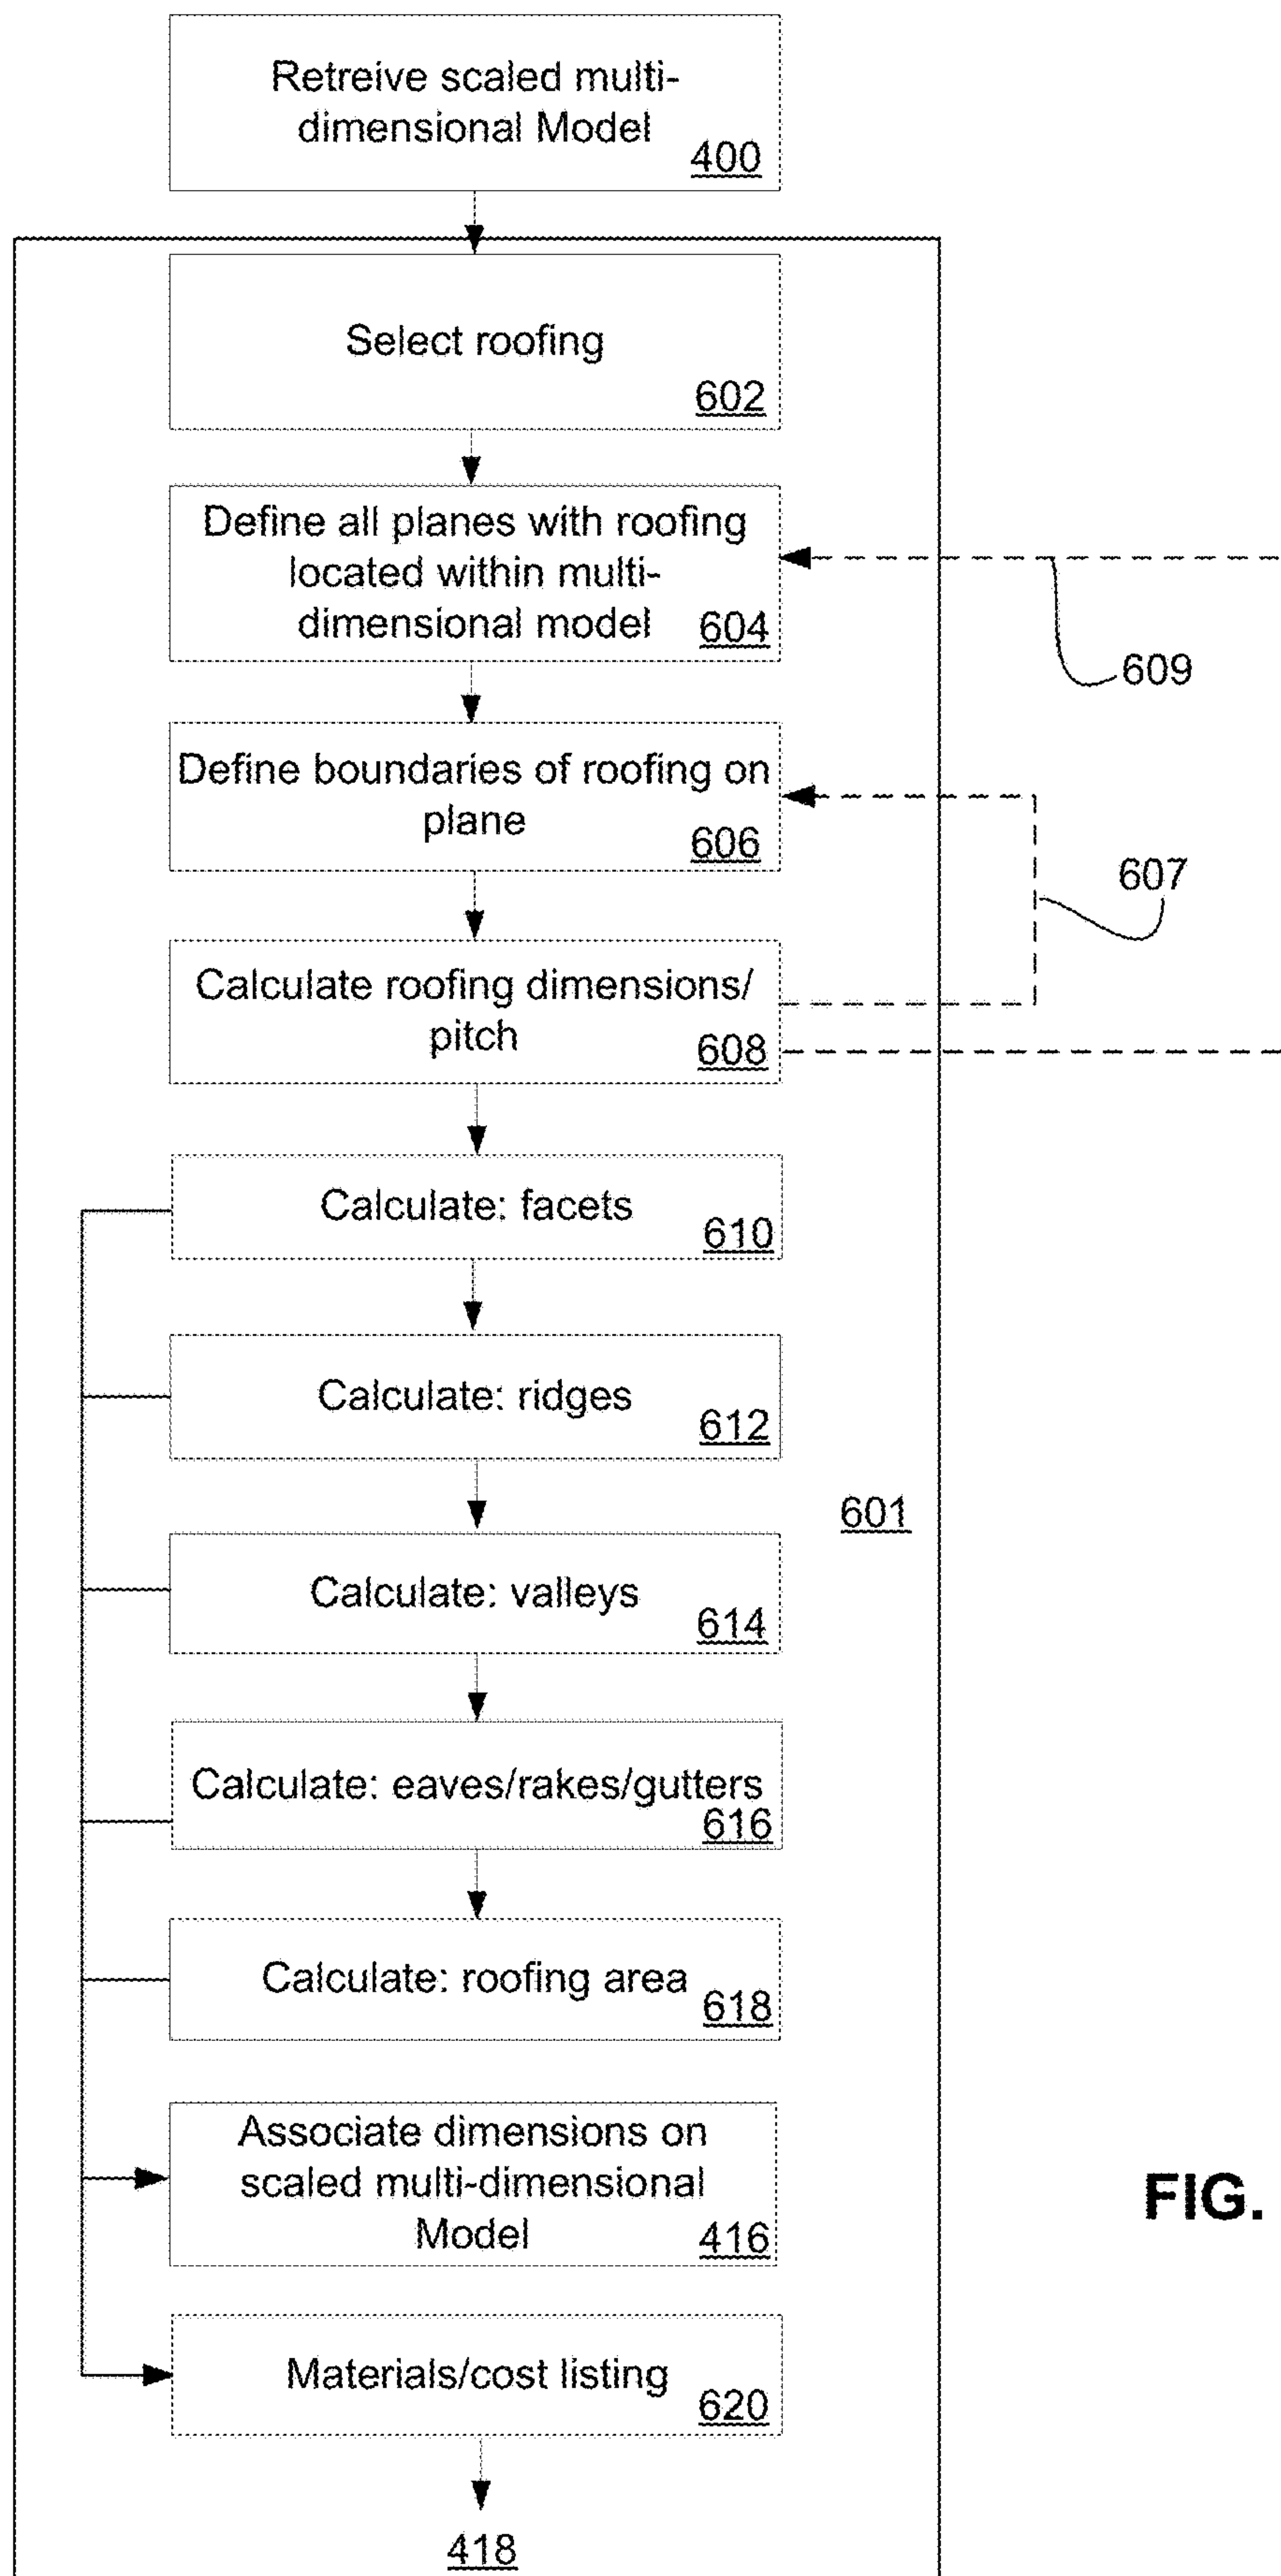 Retreive scaled multi-
dimensional Model
400
Select roofing
602
Define all planes with roofing
located within multi-
dimensional model
604
609
Define boundaries of roofing on
plane
606
607
Calculate roofing dimensions/
pitch
608
Calculate: facets
610
Calculate: ridges
612
601
Calculate: valleys
614
Calculate: eaves/rakes/gutters
616
Calculate: roofing area
618
Associate dimensions on
scaled multi-dimensional
Model
416
FIG.
Materials/cost listing
620
418